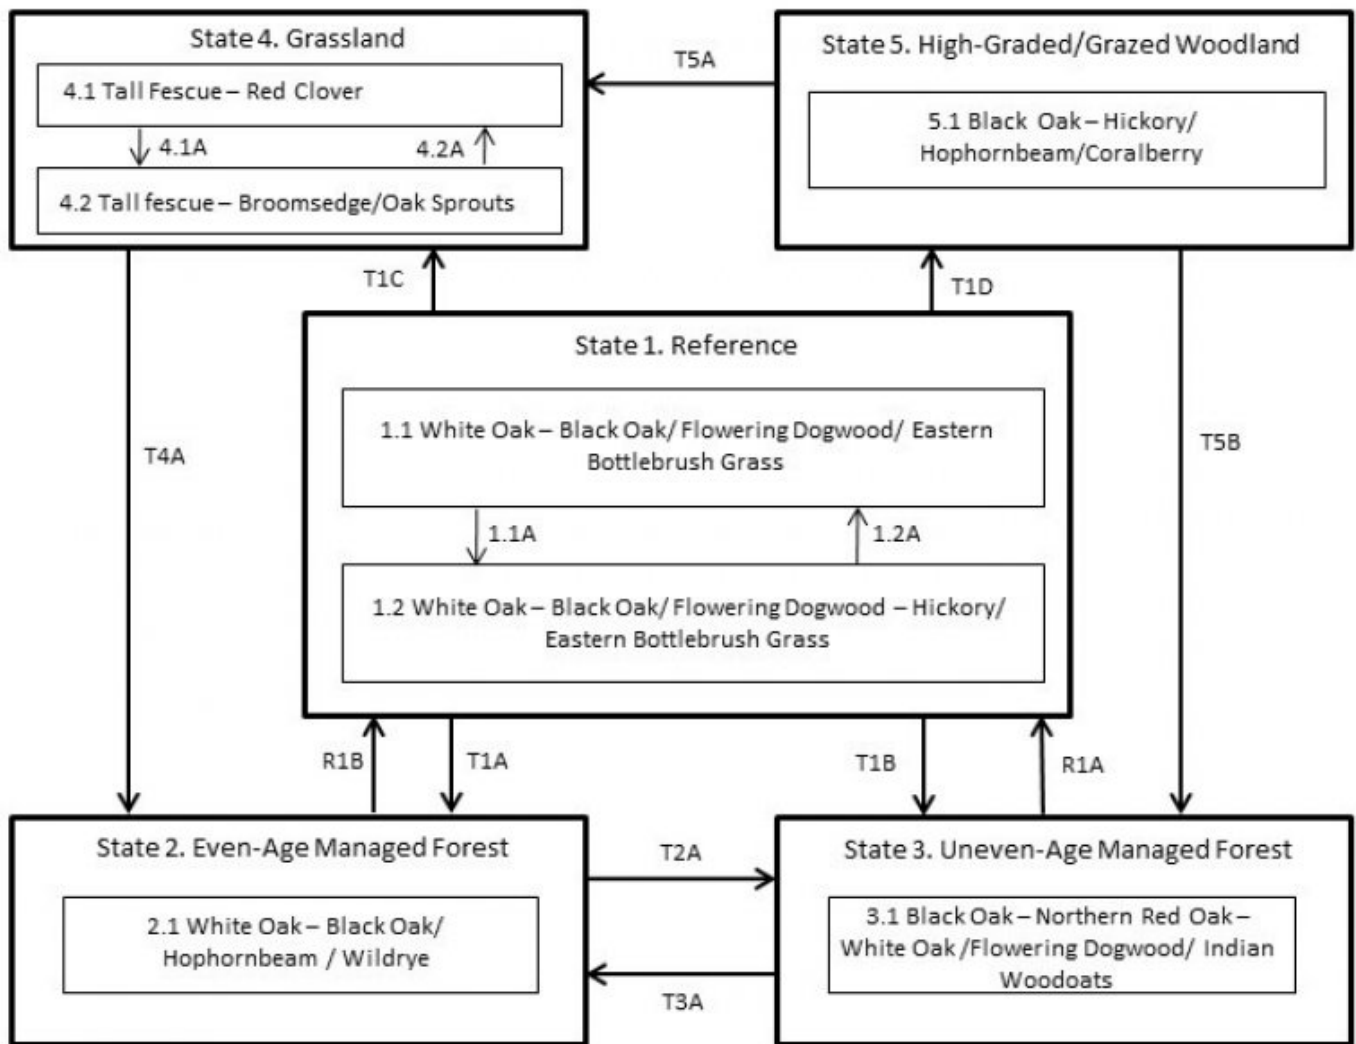 State 4. Grassland
4.1 Tall Fescue – Red Clover
4.1A
4.2A
4.2 Tall fescue – Broomsedge/Oak Sprouts
T5A
State 5. High-Graded/Grazed Woodland
5.1 Black Oak – Hickory/
Hophornbeam/Coralberry
T1C
T1D
State 1. Reference
1.1 White Oak – Black Oak/ Flowering Dogwood/ Eastern
Bottlebrush Grass
1.1A
1.2A
1.2 White Oak – Black Oak/ Flowering Dogwood – Hickory/
Eastern Bottlebrush Grass
T4A
T5B
R1B
T1A
T1B
R1A
State 2. Even-Age Managed Forest
2.1 White Oak – Black Oak/
Hophornbeam / Wildrye
T2A
T3A
State 3. Uneven-Age Managed Forest
3.1 Black Oak – Northern Red Oak –
White Oak /Flowering Dogwood/ Indian
Woodoats